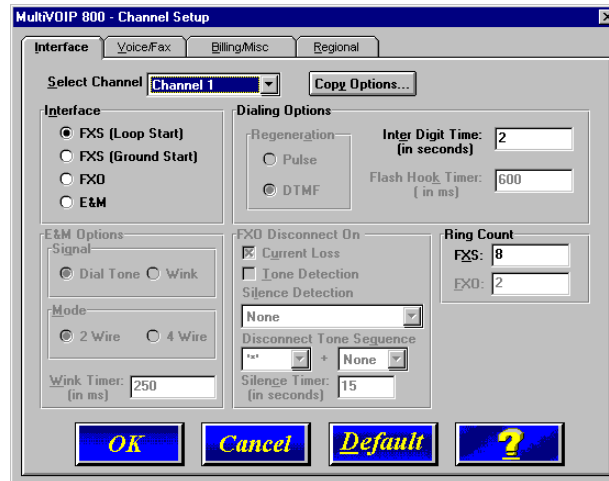 MultiVOIP 800 - Channel Setup
Interface Voice/Fax Billing/Misc Regional
Select Channel Channel 1 Copy Options...
Interface
FXS (Loop Start)
FXS (Ground Start)
FXO
E&M
Dialing Options
Regeneration
Pulse
DTMF
Inter Digit Time: 2
(in seconds)
Flash Hook Timer: 600
( in ms)
E&M Options
Signal
Dial Tone Wink
Mode
2 Wire 4 Wire
Wink Timer: 250
(in ms)
FXO Disconnect On
Current Loss
Tone Detection
Silence Detection
None
Disconnect Tone Sequence
'*' + None
Silence Timer: 15
(in seconds)
Ring Count
FXS: 8
FXO: 2
OK Cancel Default ?